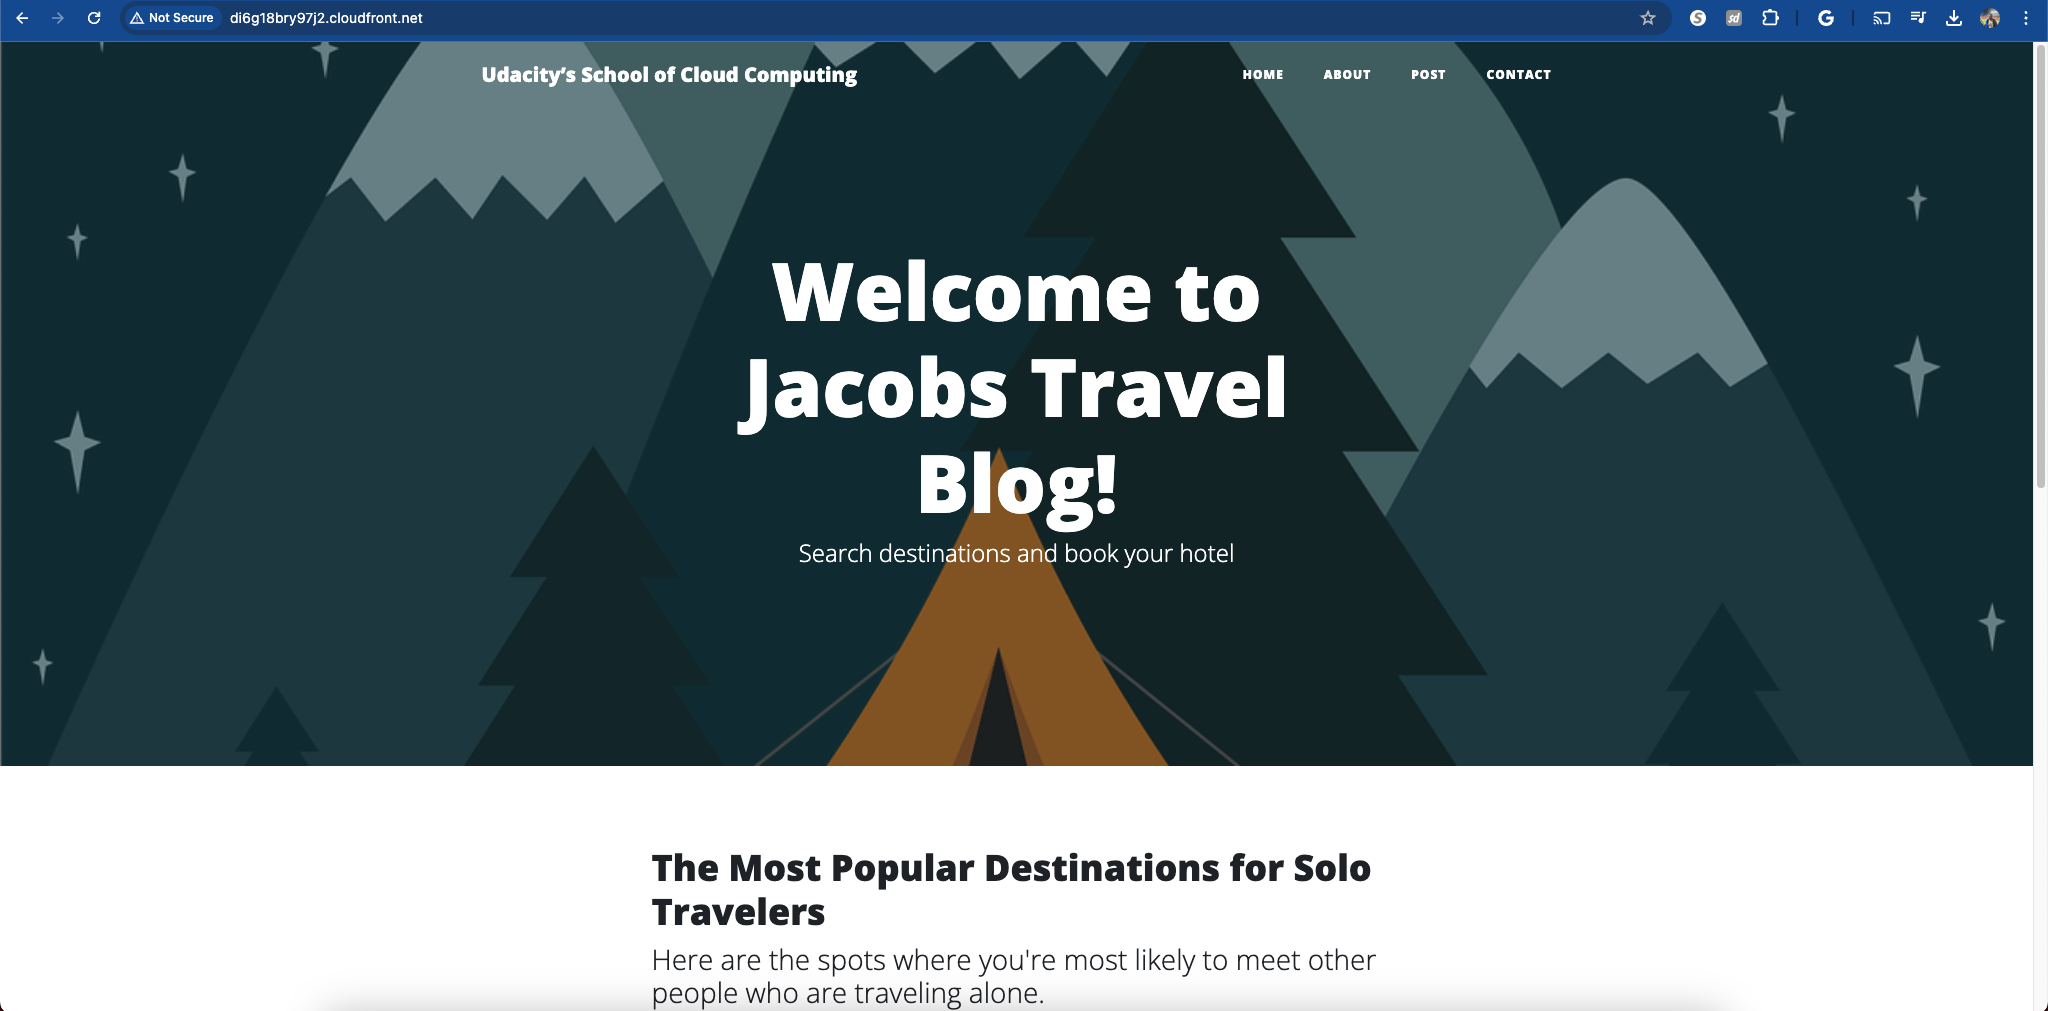 Not Secure di6g18bry97j2.cloudfront.net
Udacity’s School of Cloud Computing HOME ABOUT POST CONTACT
Welcome to
Jacobs Travel
Blog!
Search destinations and book your hotel
The Most Popular Destinations for Solo
Travelers
Here are the spots where you're most likely to meet other
people who are traveling alone.